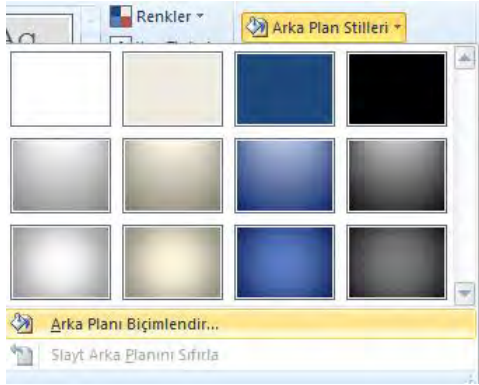 Renkler
Arka Plan Stilleri
Arka Planı Biçimlendir...
Slayt Arka Planını Sıfırla